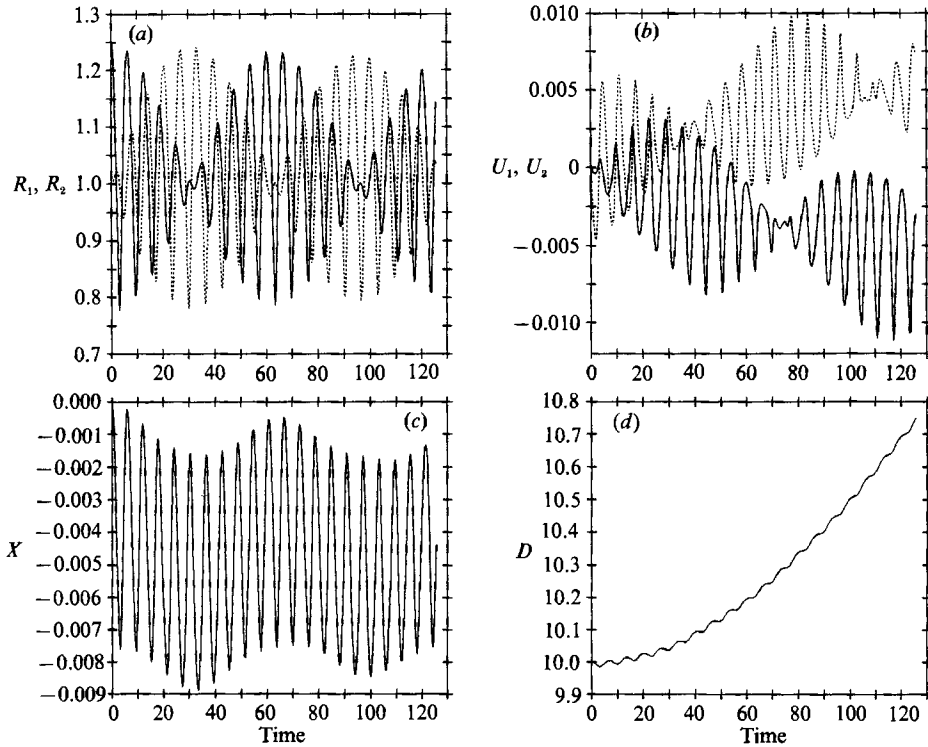 (a)
1.3
1.2
1.1
1.0
0.9
0.8
0.7
R₁, R₂
0 20 40 60 80 100 120
(b)
0.010
0.005
0
−0.005
−0.010
U₁, U₂
0 20 40 60 80 100 120
(c)
0.000
−0.001
−0.002
−0.003
−0.004
−0.005
−0.006
−0.007
−0.008
−0.009
X
0 20 40 60 80 100 120
Time
(d)
10.8
10.7
10.6
10.5
10.4
10.3
10.2
10.1
10.0
9.9
D
0 20 40 60 80 100 120
Time